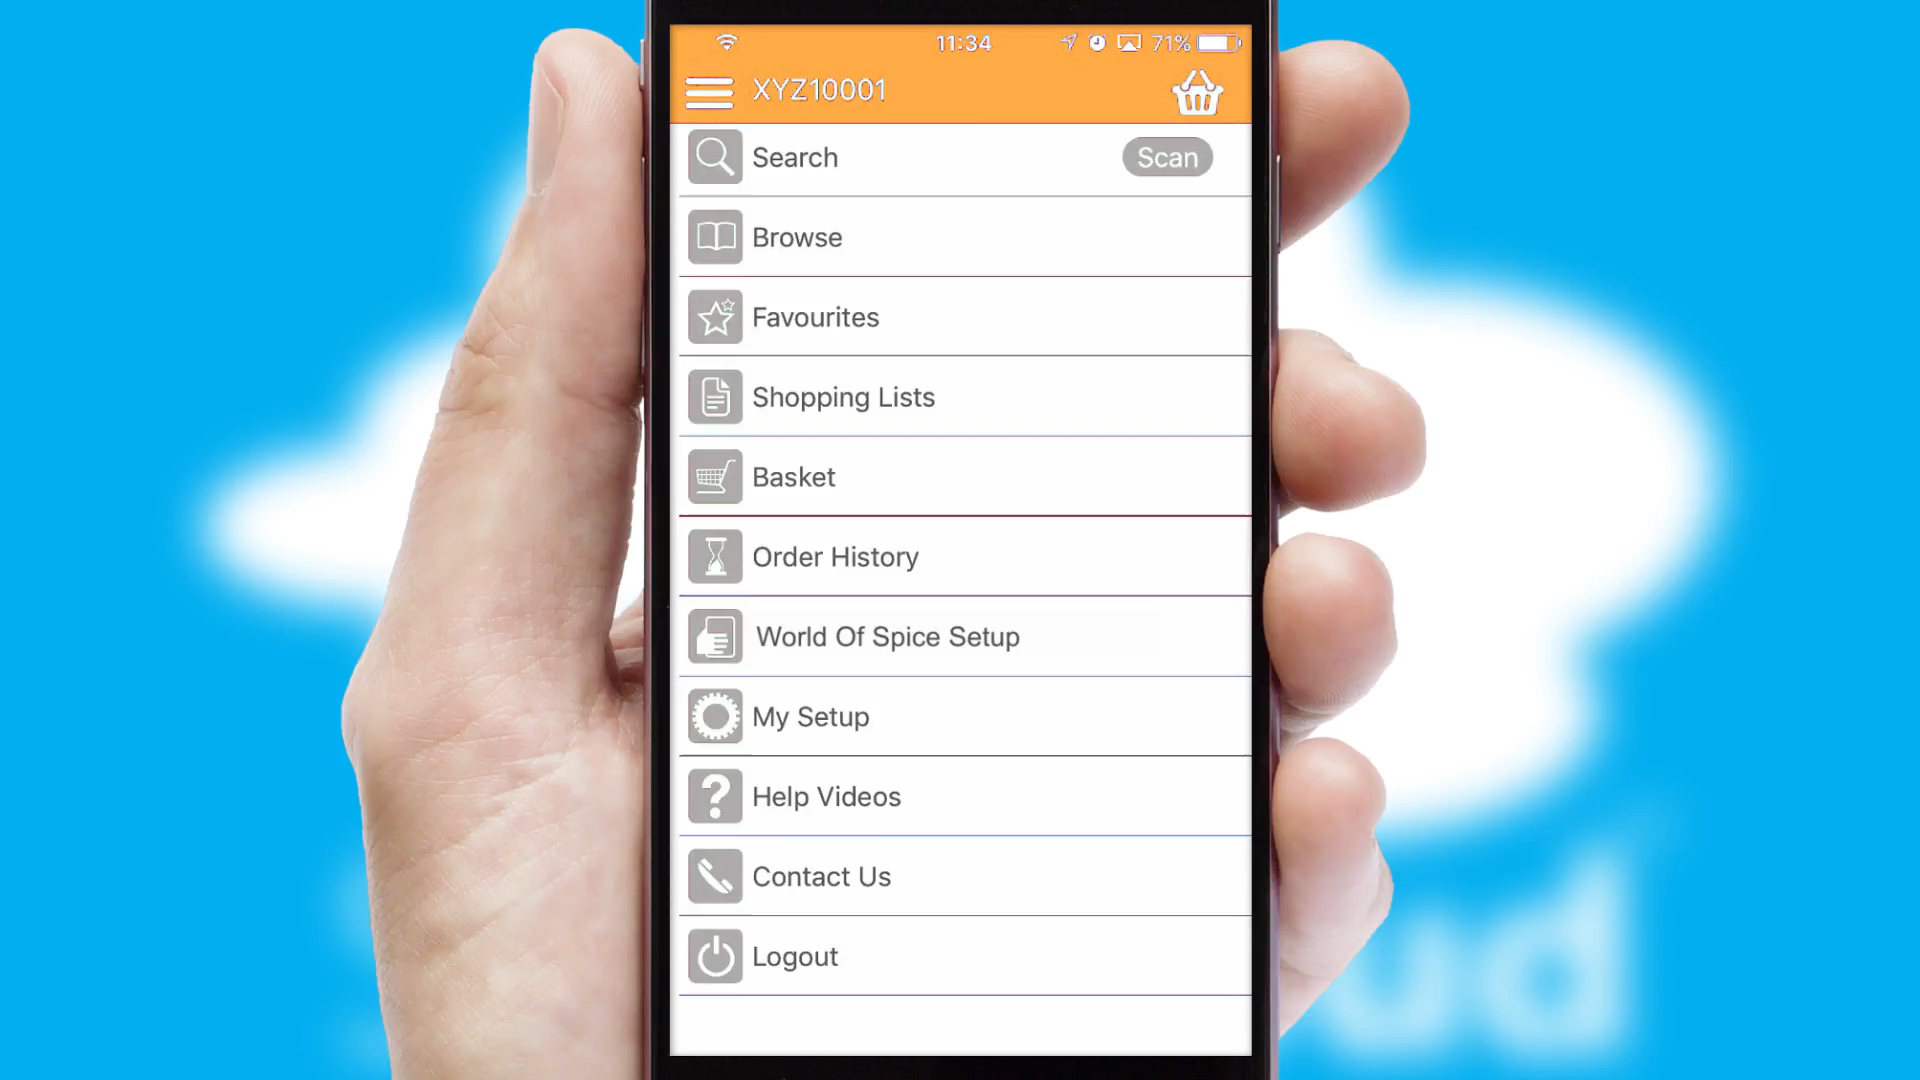 11:34 71%
XYZ10001
Search Scan
Browse
Favourites
Shopping Lists
Basket
Order History
World Of Spice Setup
My Setup
Help Videos
Contact Us
Logout